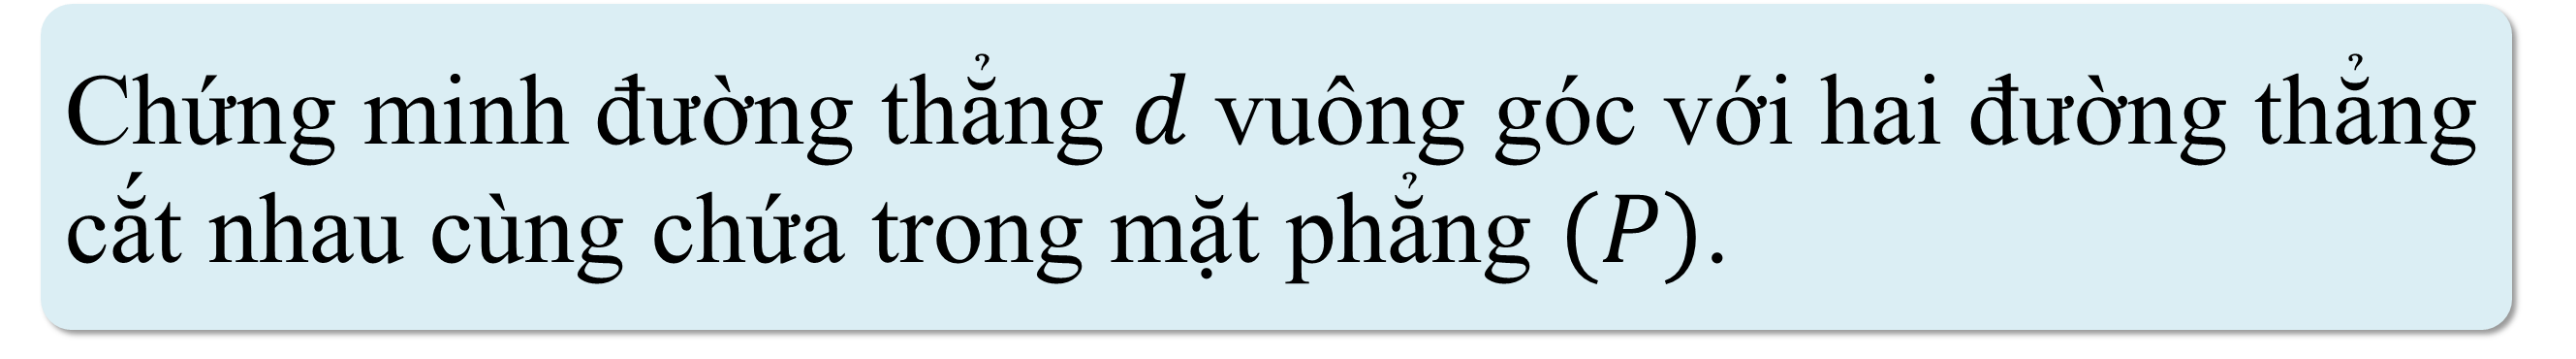 Chứng minh đường thẳng d vuông góc với hai đường thẳng
cắt nhau cùng chứa trong mặt phẳng (P).